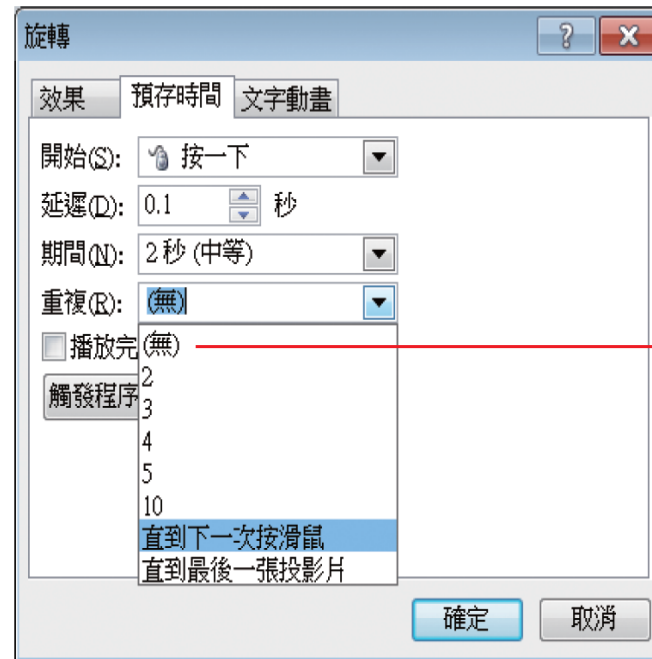 旋轉
效果 預存時間 文字動畫
開始(S): 按一下
延遲(D): 0.1 秒
期間(N): 2 秒 (中等)
重複(R): (無)
播放完 (無)
2
觸發程序
3
4
5
10
直到下一次按滑鼠
直到最後一張投影片
確定 取消